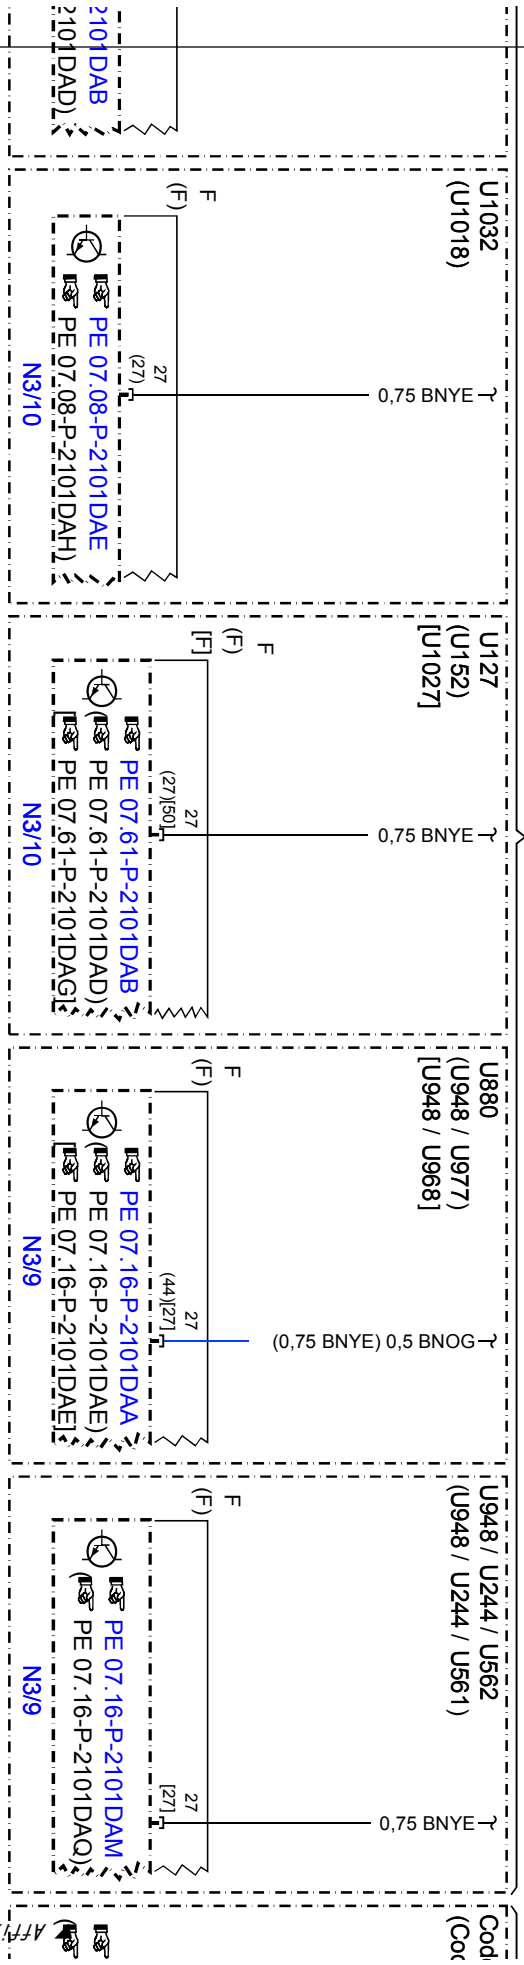 2101DAB
2101DAD)
U1032
(U1018)
F
(F)
27
(27)
0,75 BNYE
PE 07.08-P-2101DAE
PE 07.08-P-2101DAH)
N3/10
U127
(U152)
[U1027]
F
(F)
[F]
27
(27)[50]
0,75 BNYE
PE 07.61-P-2101DAB
(PE 07.61-P-2101DAD)
[PE 07.61-P-2101DAG]
N3/10
U880
(U948 / U977)
[U948 / U968]
F
(F)
27
(44)[27]
(0,75 BNYE) 0,5 BNOG
PE 07.16-P-2101DAA
(PE 07.16-P-2101DAE)
[PE 07.16-P-2101DAE]
N3/9
U948 / U244 / U562
(U948 / U244 / U561)
F
(F)
27
[27]
0,75 BNYE
PE 07.16-P-2101DAM
(PE 07.16-P-2101DAQ)
N3/9